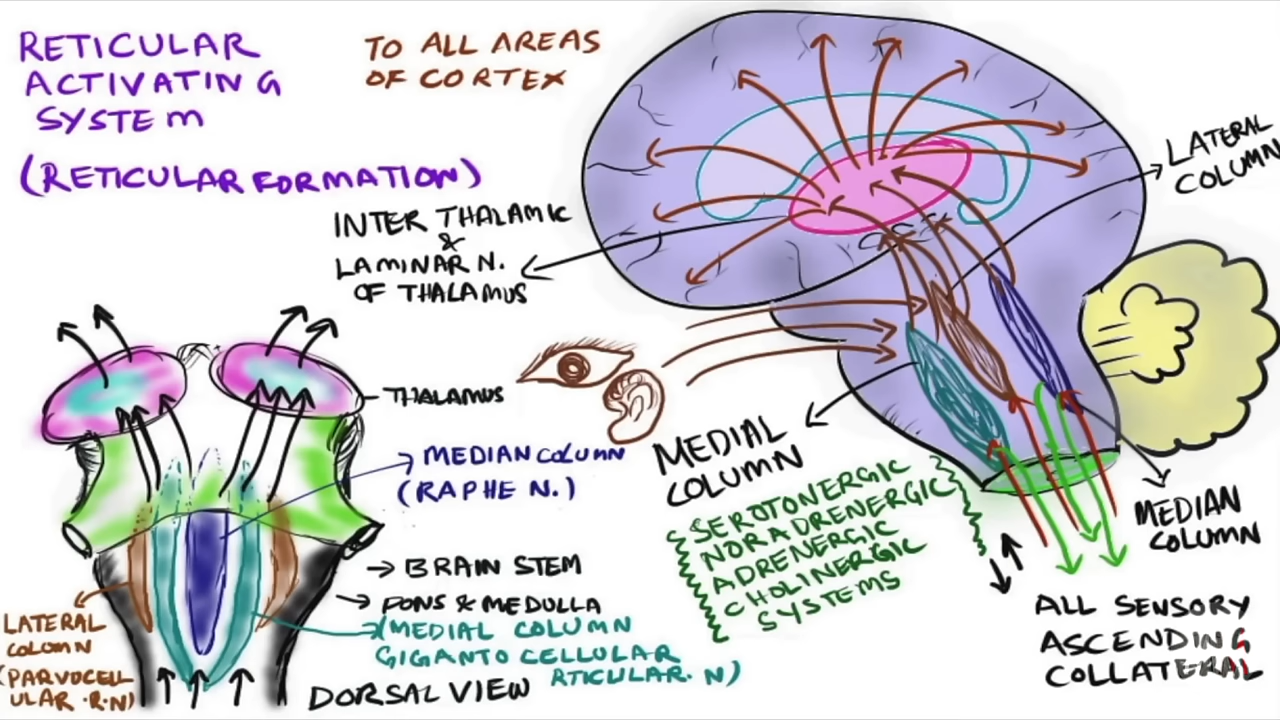 RETICULAR
ACTIVATING
SYSTEM
(RETICULAR FORMATION)
TO ALL AREAS
OF CORTEX
INTER THALAMIC
&
LAMINAR N.
OF THALAMUS
LATERAL
COLUMN
THALAMUS
MEDIAN COLUMN
(RAPHE N.)
BRAIN STEM
PONS & MEDULLA
(MEDIAL COLUMN
GIGANTO CELLULAR
RTICULAR. N)
LATERAL
COLUMN
(PARVOCELL
ULAR .R.N)
DORSAL VIEW
MEDIAL
COLUMN
SEROTONERGIC
NORADRENERGIC
ADRENERGIC
CHOLINERGIC
SYSTEMS
MEDIAN
COLUMN
ALL SENSORY
ASCENDING
COLLATERAL